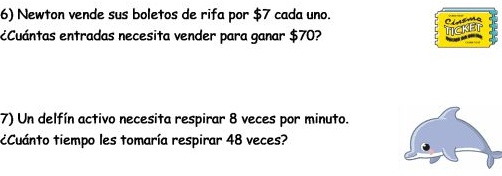 6) Newton vende sus boletos de rifa por $7 cada uno.
¿Cuántas entradas necesita vender para ganar $70?
Cinema
TICKET
7) Un delfín activo necesita respirar 8 veces por minuto.
¿Cuánto tiempo les tomaría respirar 48 veces?